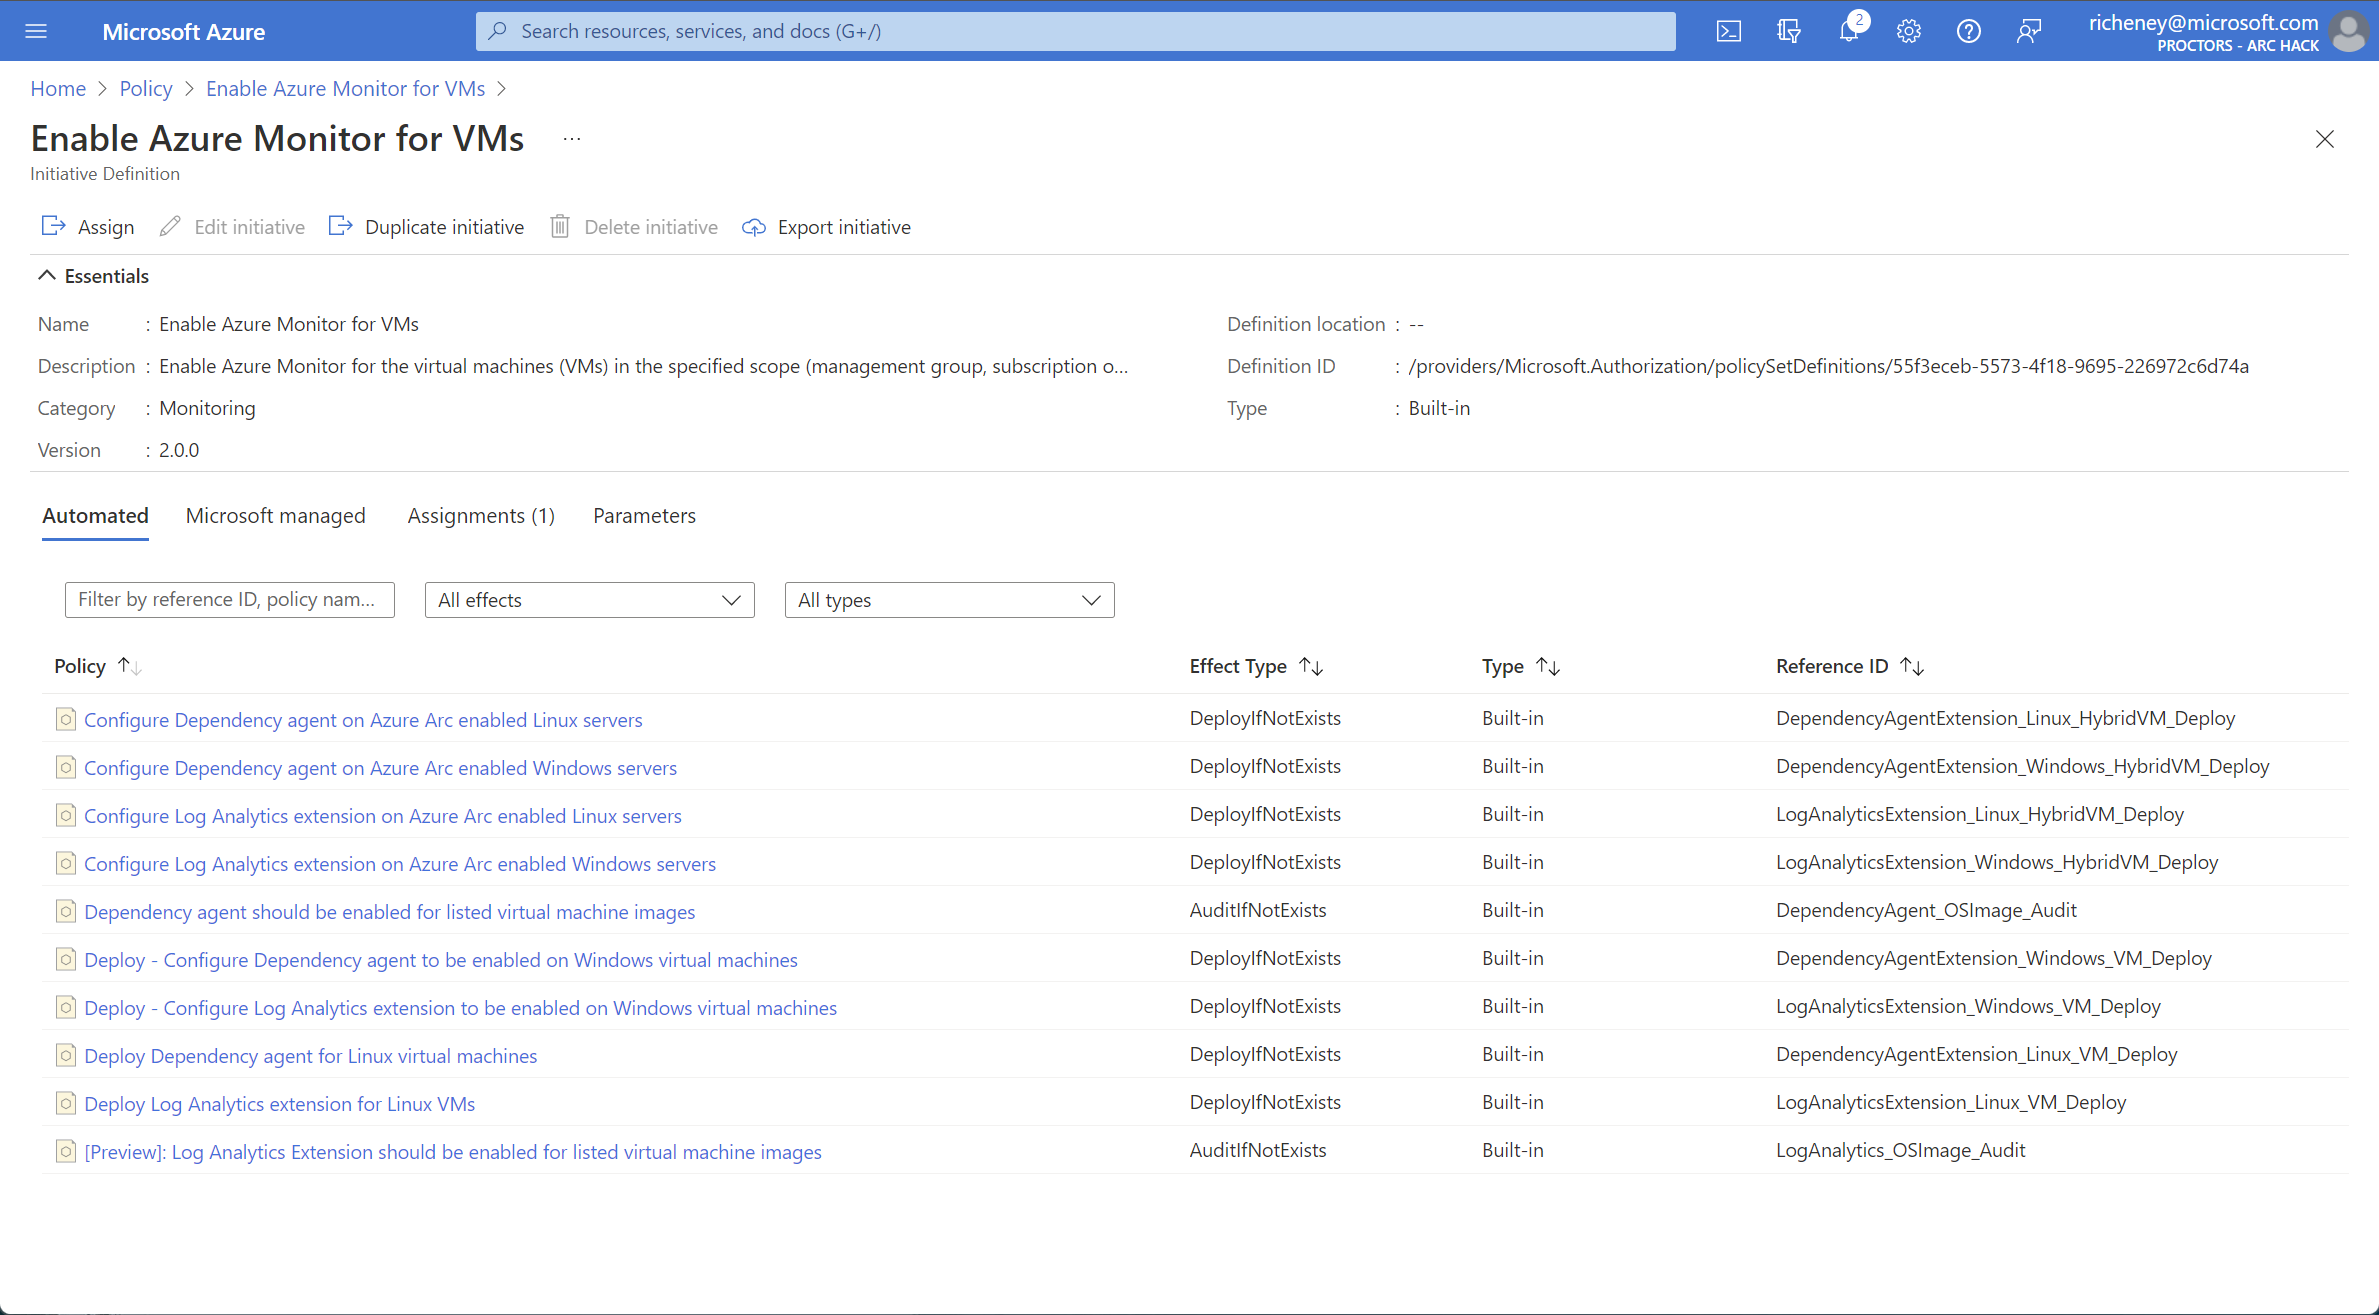 Microsoft Azure
Search resources, services, and docs (G+/)
2
richeney@microsoft.com
PROCTORS - ARC HACK
Home > Policy > Enable Azure Monitor for VMs >
Enable Azure Monitor for VMs ...
Initiative Definition
Assign Edit initiative Duplicate initiative Delete initiative Export initiative
Essentials
Name : Enable Azure Monitor for VMs Definition location : --
Description : Enable Azure Monitor for the virtual machines (VMs) in the specified scope (management group, subscription o... Definition ID : /providers/Microsoft.Authorization/policySetDefinitions/55f3eceb-5573-4f18-9695-226972c6d74a
Category : Monitoring Type : Built-in
Version : 2.0.0
Automated Microsoft managed Assignments (1) Parameters
Filter by reference ID, policy nam... All effects All types
Policy Effect Type Type Reference ID
Configure Dependency agent on Azure Arc enabled Linux servers DeployIfNotExists Built-in DependencyAgentExtension_Linux_HybridVM_Deploy
Configure Dependency agent on Azure Arc enabled Windows servers DeployIfNotExists Built-in DependencyAgentExtension_Windows_HybridVM_Deploy
Configure Log Analytics extension on Azure Arc enabled Linux servers DeployIfNotExists Built-in LogAnalyticsExtension_Linux_HybridVM_Deploy
Configure Log Analytics extension on Azure Arc enabled Windows servers DeployIfNotExists Built-in LogAnalyticsExtension_Windows_HybridVM_Deploy
Dependency agent should be enabled for listed virtual machine images AuditIfNotExists Built-in DependencyAgent_OSImage_Audit
Deploy - Configure Dependency agent to be enabled on Windows virtual machines DeployIfNotExists Built-in DependencyAgentExtension_Windows_VM_Deploy
Deploy - Configure Log Analytics extension to be enabled on Windows virtual machines DeployIfNotExists Built-in LogAnalyticsExtension_Windows_VM_Deploy
Deploy Dependency agent for Linux virtual machines DeployIfNotExists Built-in DependencyAgentExtension_Linux_VM_Deploy
Deploy Log Analytics extension for Linux VMs DeployIfNotExists Built-in LogAnalyticsExtension_Linux_VM_Deploy
[Preview]: Log Analytics Extension should be enabled for listed virtual machine images AuditIfNotExists Built-in LogAnalytics_OSImage_Audit